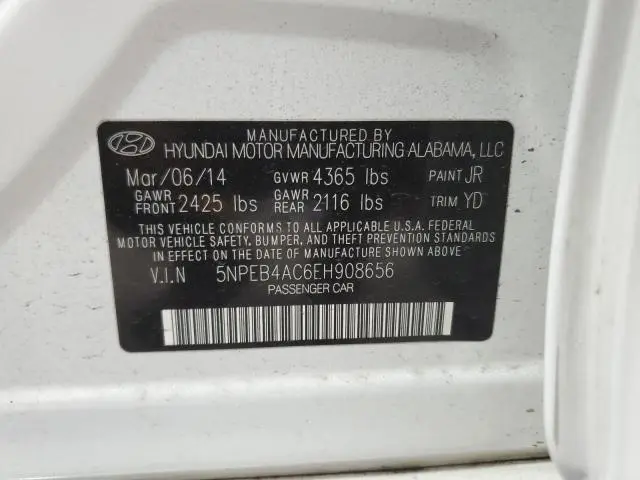 MANUFACTURED BY
HYUNDAI MOTOR MANUFACTURING ALABAMA, LLC
Mar/06/14 GVWR 4365 lbs PAINT JR
GAWR FRONT 2425 lbs GAWR REAR 2116 lbs TRIM YD
THIS VEHICLE CONFORMS TO ALL APPLICABLE U.S.A. FEDERAL
MOTOR VEHICLE SAFETY, BUMPER, AND THEFT PREVENTION
STANDARDS IN EFFECT ON THE DATE OF MANUFACTURE SHOWN ABOVE
V.I.N 5NPEB4AC6EH908656
PASSENGER CAR